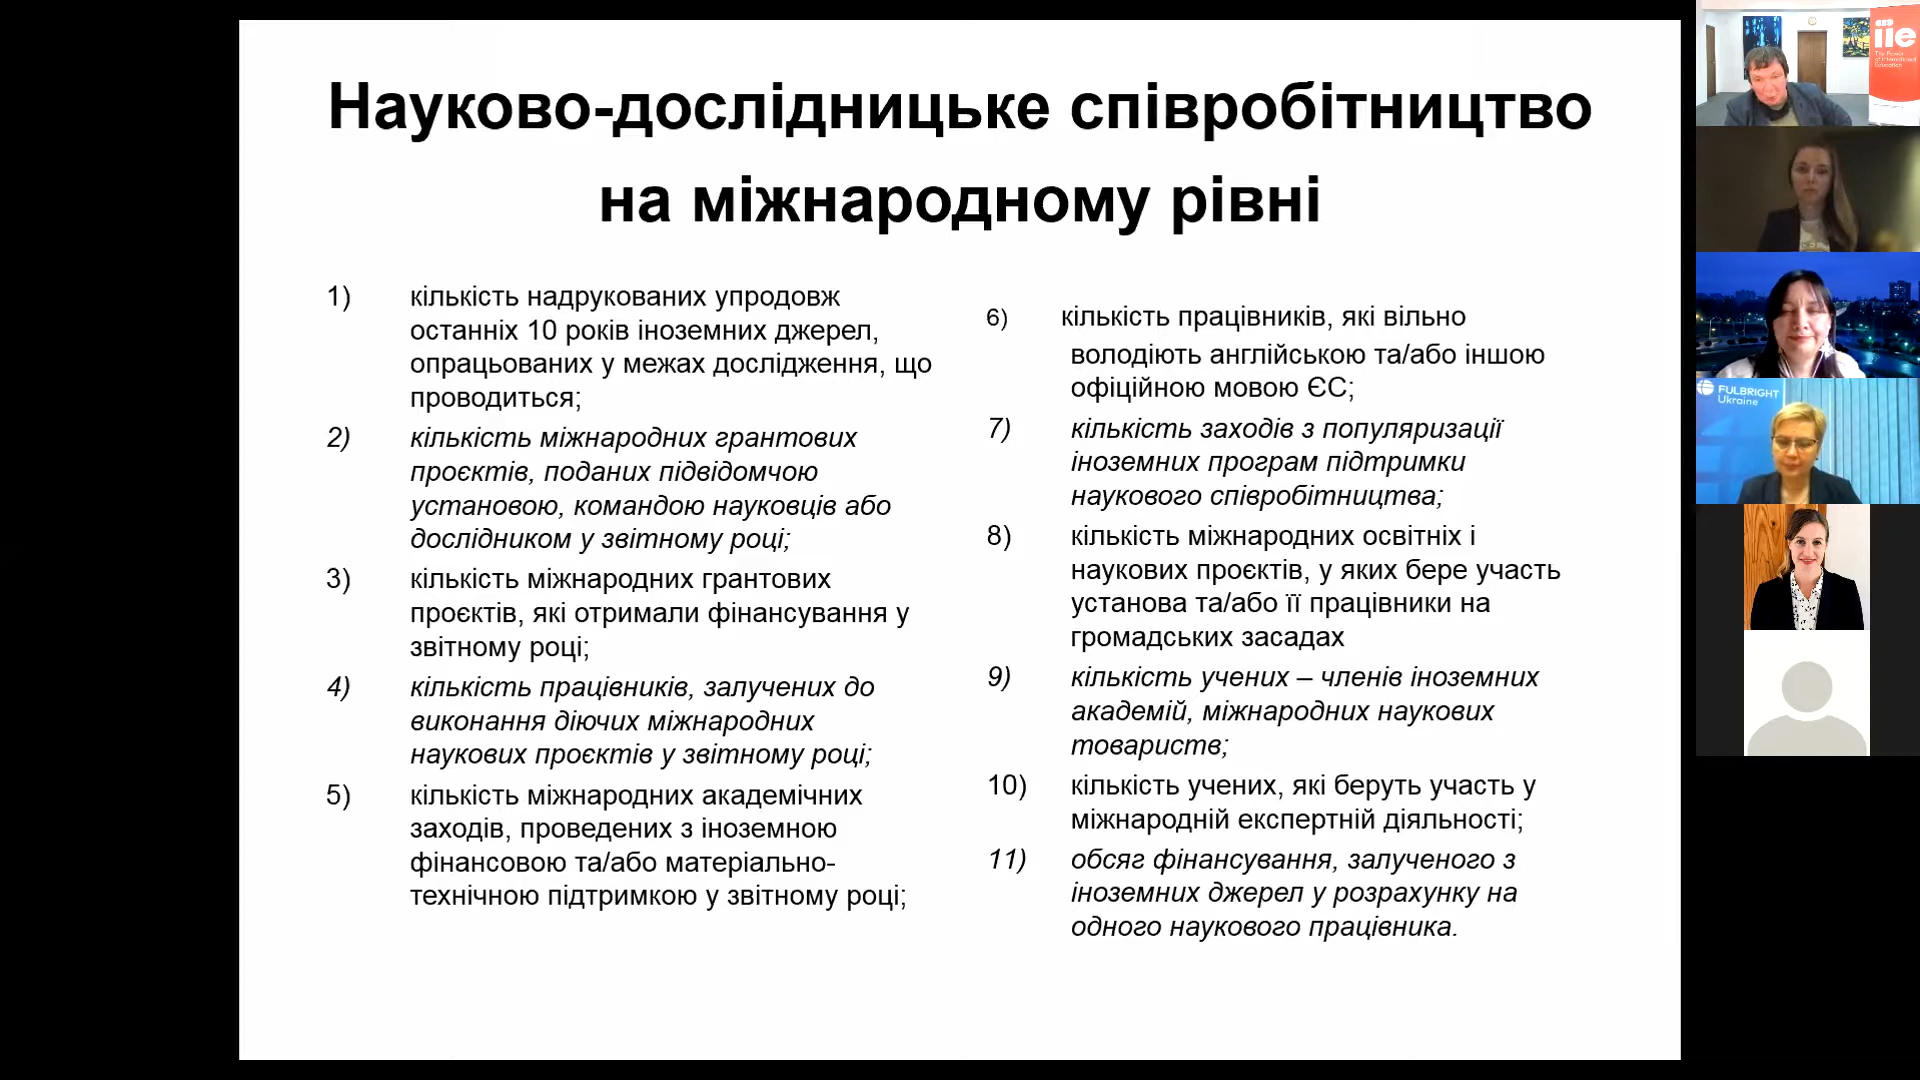 Науково-дослідницьке співробітництво
на міжнародному рівні
1) кількість надрукованих упродовж
останніх 10 років іноземних джерел,
опрацьованих у межах дослідження, що
проводиться;
2) кількість міжнародних грантових
проєктів, поданих підвідомчою
установою, командою науковців або
дослідником у звітному році;
3) кількість міжнародних грантових
проєктів, які отримали фінансування у
звітному році;
4) кількість працівників, залучених до
виконання діючих міжнародних
наукових проєктів у звітному році;
5) кількість міжнародних академічних
заходів, проведених з іноземною
фінансовою та/або матеріально-
технічною підтримкою у звітному році;
6) кількість працівників, які вільно
володіють англійською та/або іншою
офіційною мовою ЄС;
7) кількість заходів з популяризації
іноземних програм підтримки
наукового співробітництва;
8) кількість міжнародних освітніх і
наукових проєктів, у яких бере участь
установа та/або її працівники на
громадських засадах
9) кількість учених – членів іноземних
академій, міжнародних наукових
товариств;
10) кількість учених, які беруть участь у
міжнародній експертній діяльності;
11) обсяг фінансування, залученого з
іноземних джерел у розрахунку на
одного наукового працівника.
iie
The Power
of International
Education
FULBRIGHT
Ukraine